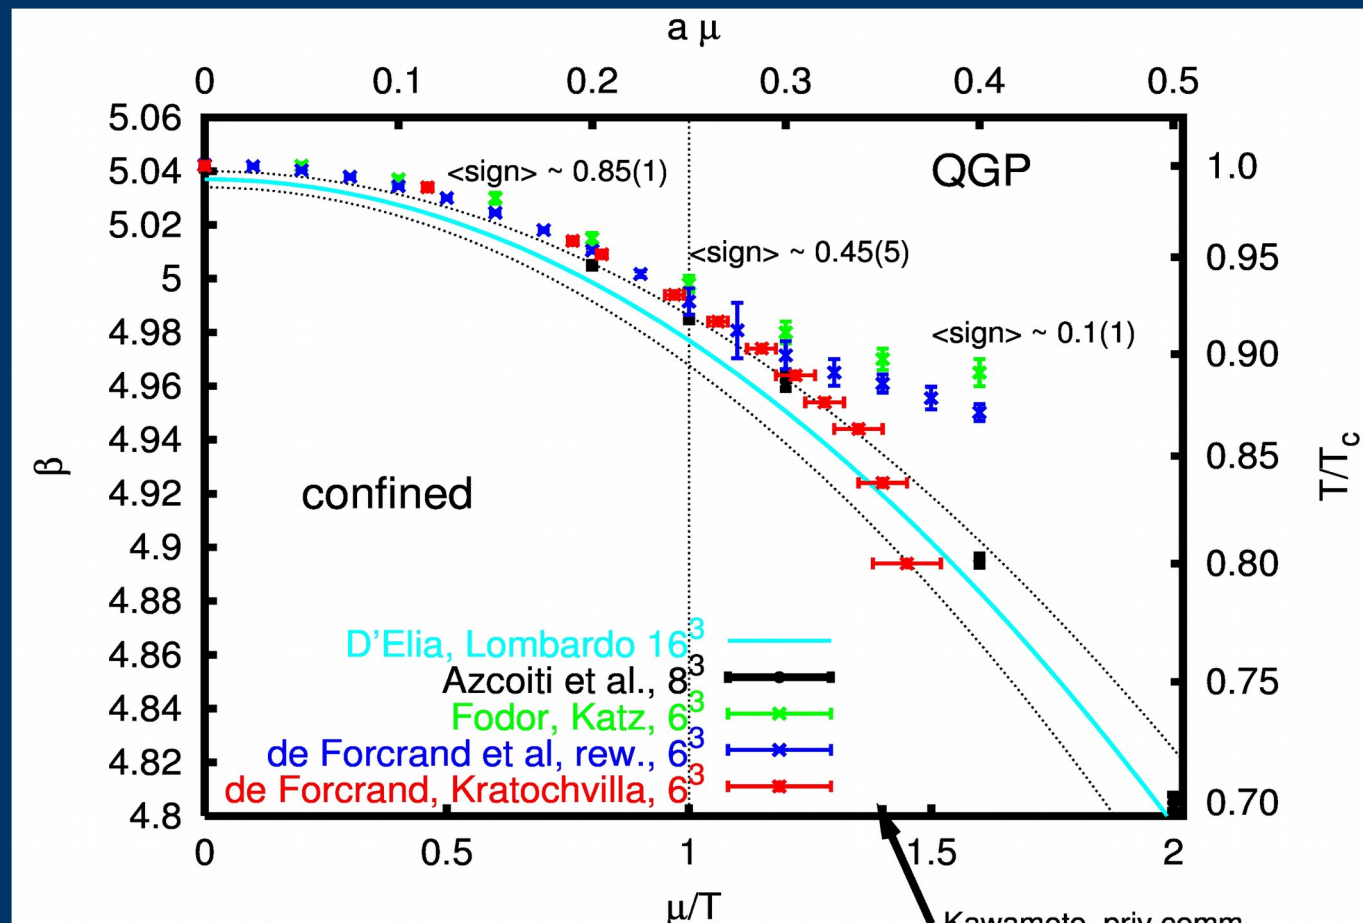 a μ
0 0.1 0.2 0.3 0.4 0.5
5.06
5.04
5.02
5
4.98
4.96
4.94
4.92
4.9
4.88
4.86
4.84
4.82
4.8
β
<sign> ~ 0.85(1)
QGP
<sign> ~ 0.45(5)
<sign> ~ 0.1(1)
confined
D'Elia, Lombardo 16³
Azcoiti et al., 8³
Fodor, Katz, 6³
de Forcrand et al, rew., 6³
de Forcrand, Kratochvilla, 6³
1.0
0.95
0.90
0.85
0.80
0.75
0.70
T/Tc
0 0.5 1 1.5 2
μ/T
Kawamoto, priv.comm.